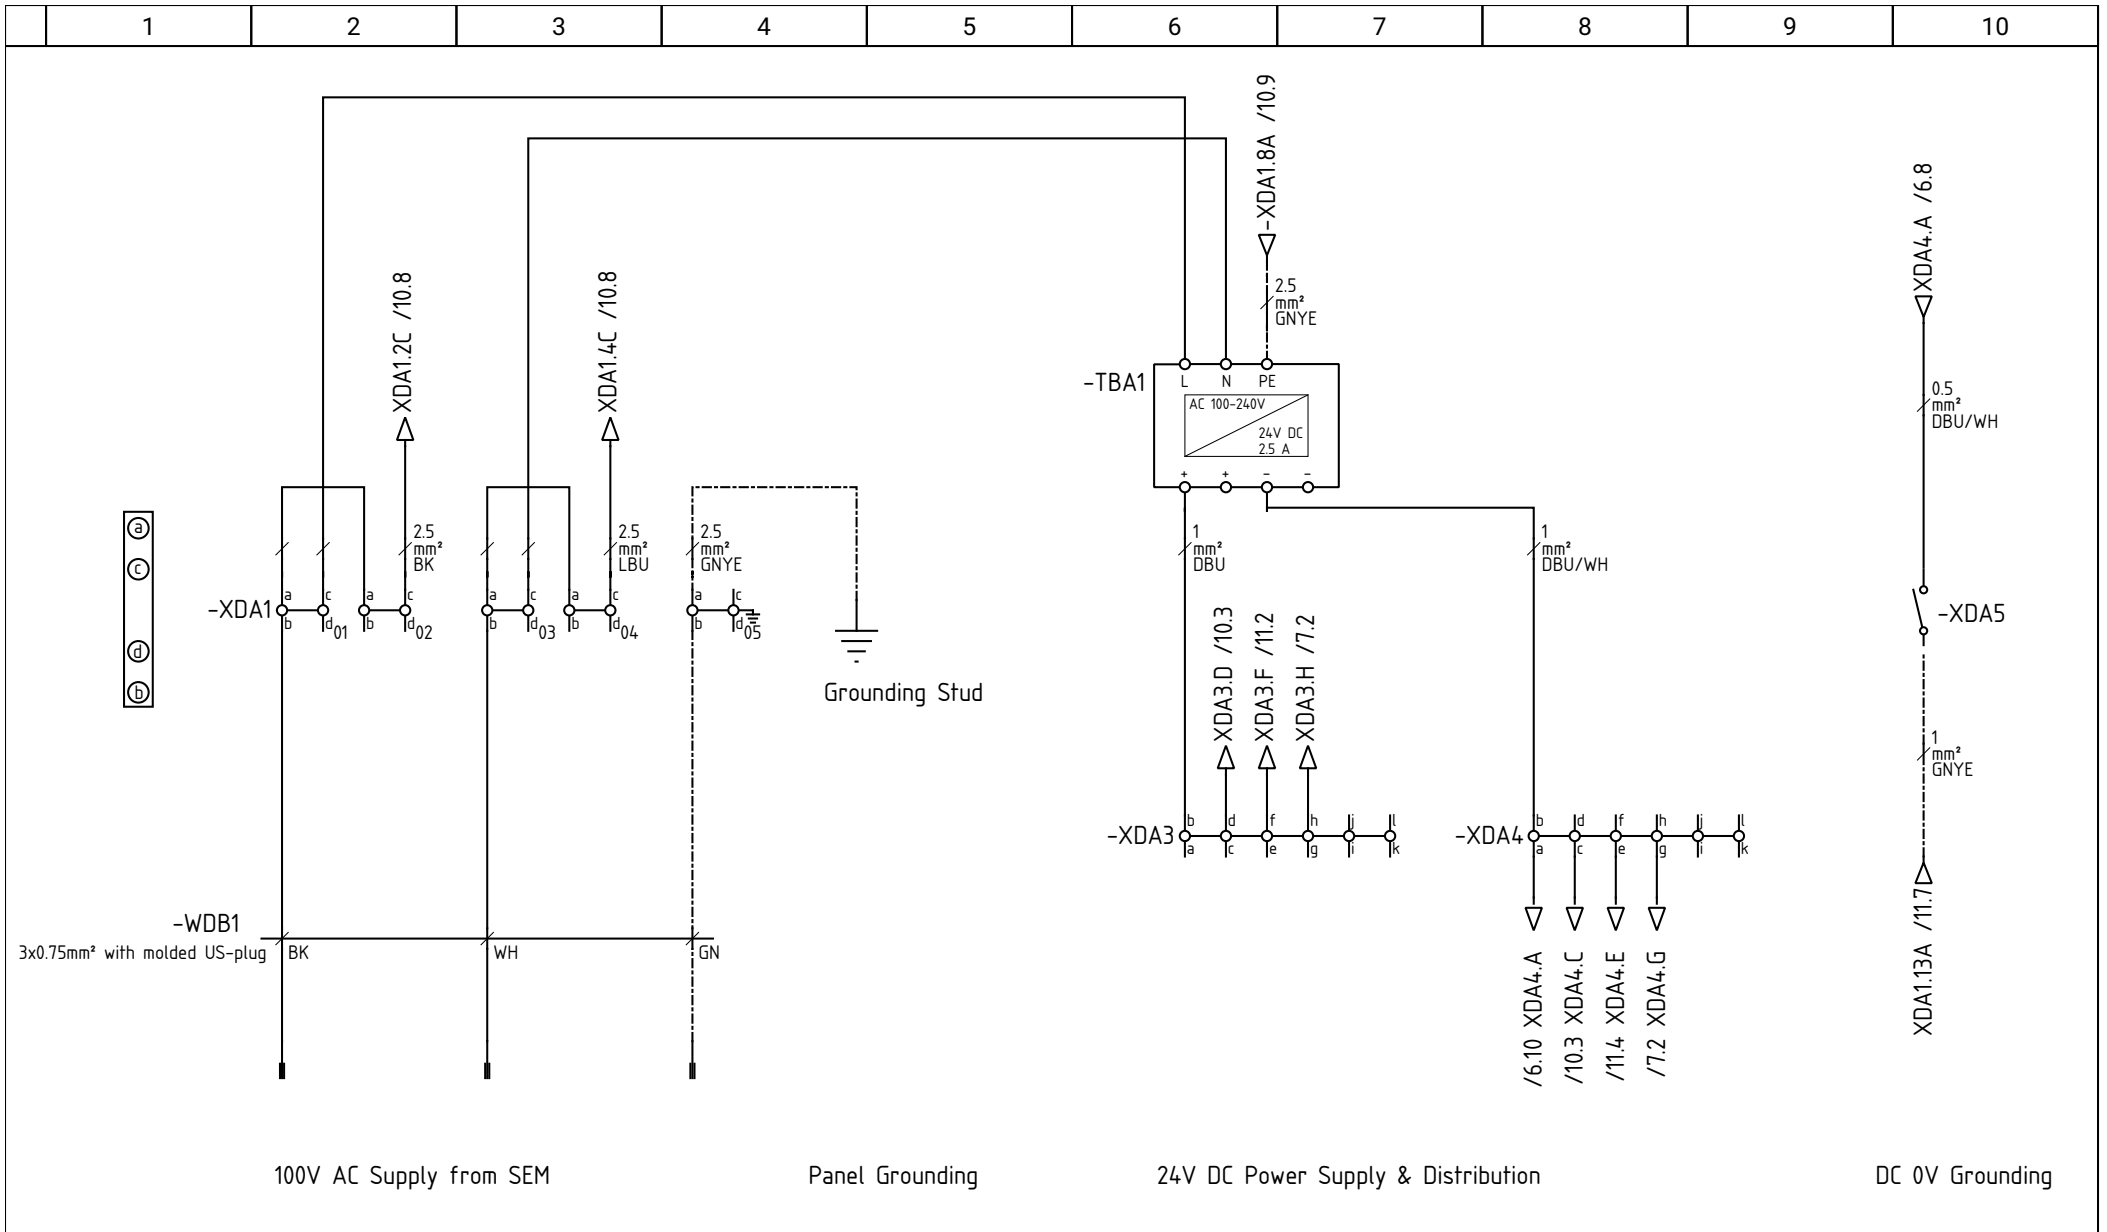 1 2 3 4 5 6 7 8 9 10
-XDA1.8A /10.9
XDA4.A /6.8
XDA1.2C /10.8
XDA1.4C /10.8
2.5
mm²
GNYE
-TBA1
L N PE
AC 100-240V
24V DC
2.5 A
+ + - -
0.5
mm²
DBU/WH
a
c
d
b
2.5
mm²
BK
2.5
mm²
LBU
2.5
mm²
GNYE
1
mm²
DBU
1
mm²
DBU/WH
-XDA1
a c a c a c a c a c
b d 01 b d 02 b d 03 b d 04 b d 05
-XDA5
Grounding Stud
XDA3.D /10.3
XDA3.F /11.2
XDA3.H /7.2
1
mm²
GNYE
-XDA3
b d f h j l
a c e g i k
-XDA4
b d f h j l
a c e g i k
-WDB1
3x0.75mm² with molded US-plug
BK
WH
GN
/6.10 XDA4.A
/10.3 XDA4.C
/11.4 XDA4.E
/7.2 XDA4.G
XDA1.13A /11.7
100V AC Supply from SEM
Panel Grounding
24V DC Power Supply & Distribution
DC 0V Grounding